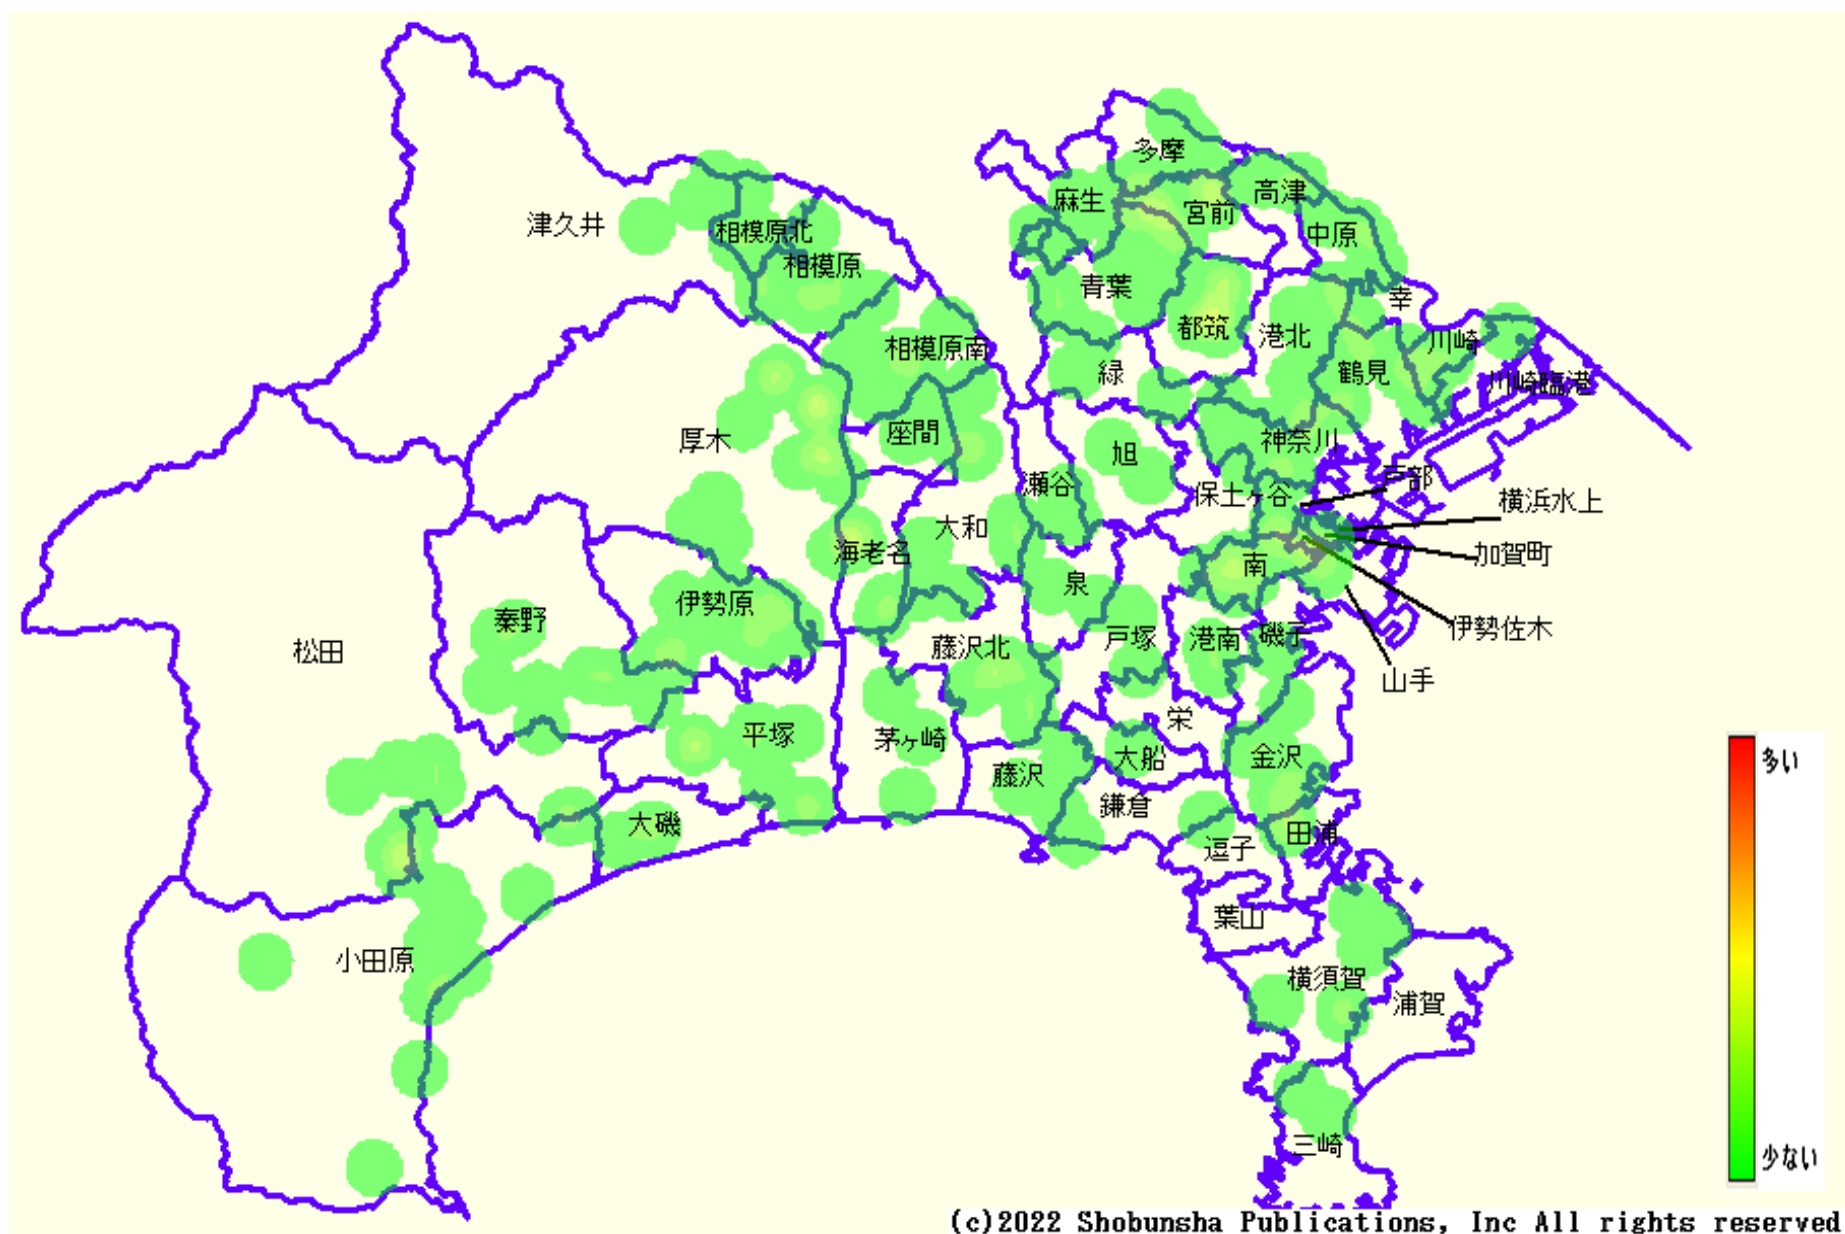 多摩
麻生
宮前
高津
中原
津久井
相模原北
相模原
青葉
幸
都筑
港北
川崎
相模原南
緑
鶴見
川崎臨港
厚木
座間
旭
神奈川
瀬谷
保土ヶ谷
戸部
横浜水上
大和
海老名
南
加賀町
泉
伊勢原
秦野
伊勢佐木
戸塚
港南
磯子
藤沢北
松田
山手
栄
平塚
茅ヶ崎
大船
金沢
藤沢
多い
鎌倉
大磯
田浦
逗子
葉山
小田原
横須賀
浦賀
三崎
少ない
(c)2022 Shobunsha Publications, Inc All rights reserved